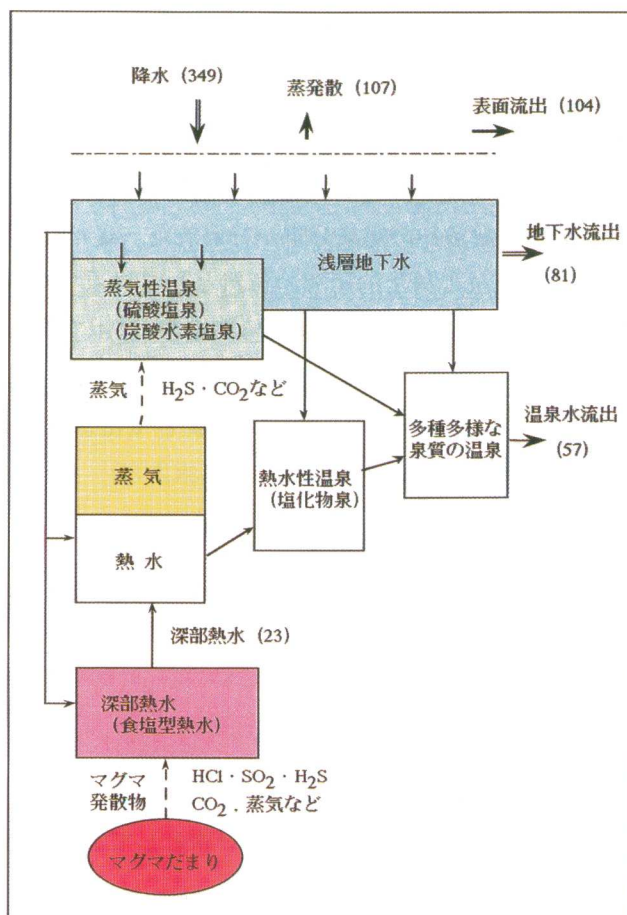 降水 (349)
蒸発散 (107)
表面流出 (104)
浅層地下水
地下水流出
(81)
蒸気性温泉
(硫酸塩泉)
(炭酸水素塩泉)
蒸気 H₂S・CO₂など
多種多様な
泉質の温泉
温泉水流出
(57)
熱水性温泉
(塩化物泉)
蒸 気
熱 水
深部熱水 (23)
深部熱水
(食塩型熱水)
マグマ
発散物
HCl・SO₂・H₂S
CO₂．蒸気など
マグマだまり